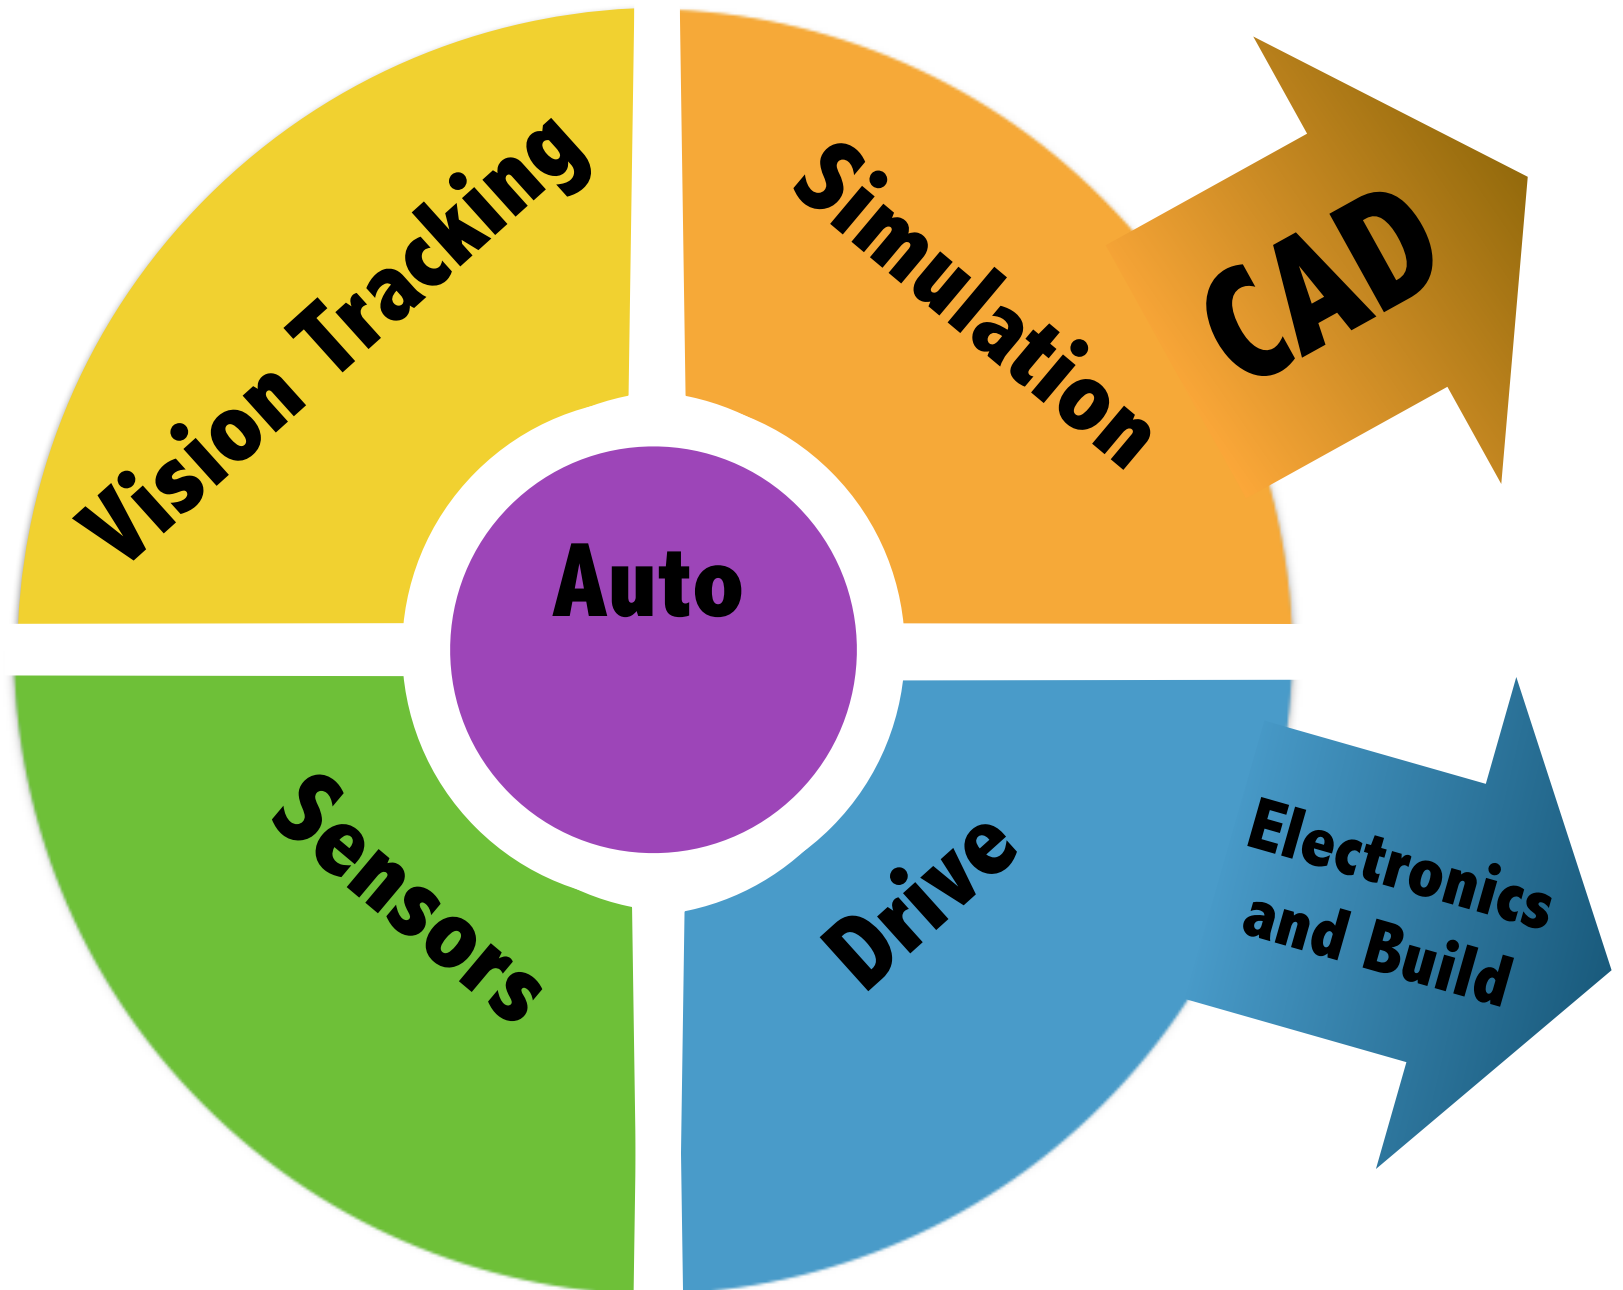 Vision Tracking
Simulation
CAD
Auto
Sensors
Drive
Electronics
and Build